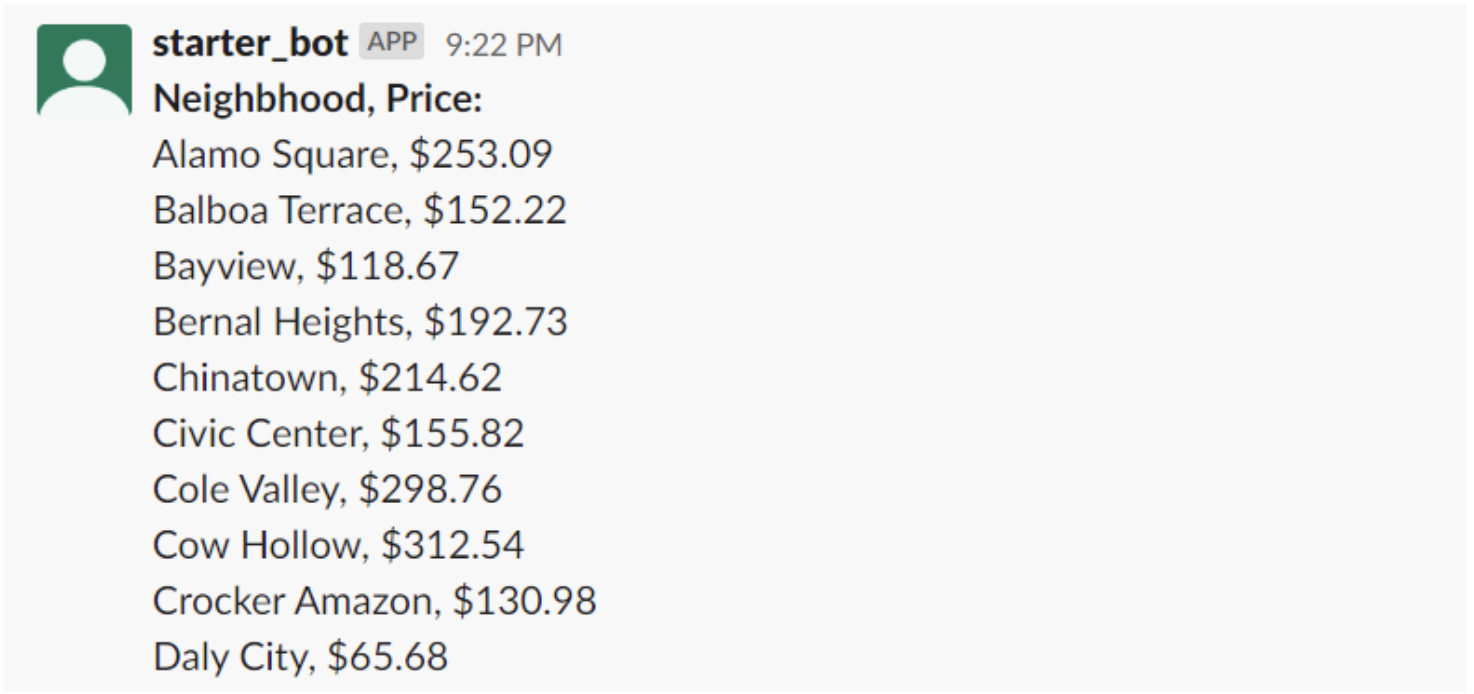 starter_bot APP 9:22 PM
Neighbhood, Price:
Alamo Square, $253.09
Balboa Terrace, $152.22
Bayview, $118.67
Bernal Heights, $192.73
Chinatown, $214.62
Civic Center, $155.82
Cole Valley, $298.76
Cow Hollow, $312.54
Crocker Amazon, $130.98
Daly City, $65.68